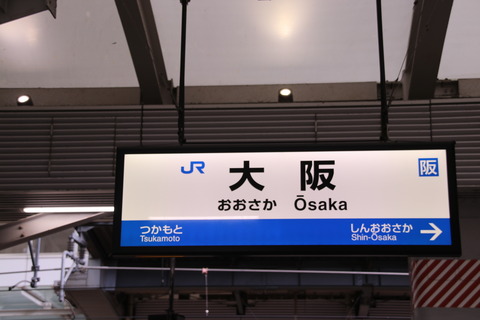 JR 大阪 阪
おおさか Ōsaka
つかもと しんおおさか →
Tsukamoto Shin-Ōsaka